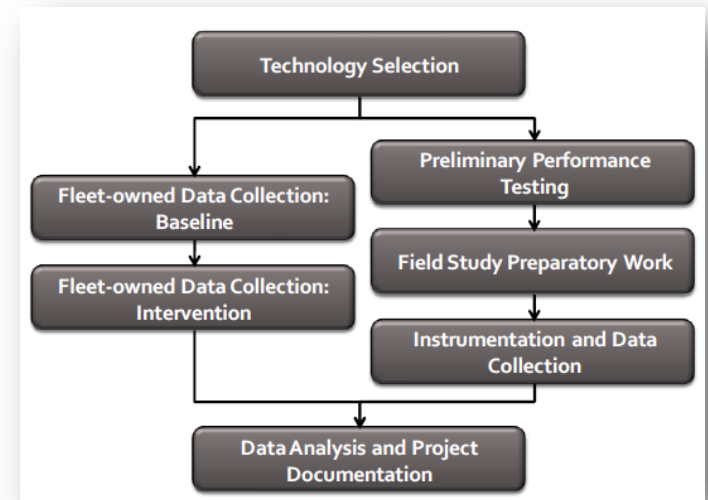 Technology Selection
Fleet-owned Data Collection:
Baseline
Fleet-owned Data Collection:
Intervention
Preliminary Performance
Testing
Field Study Preparatory Work
Instrumentation and Data
Collection
Data Analysis and Project
Documentation